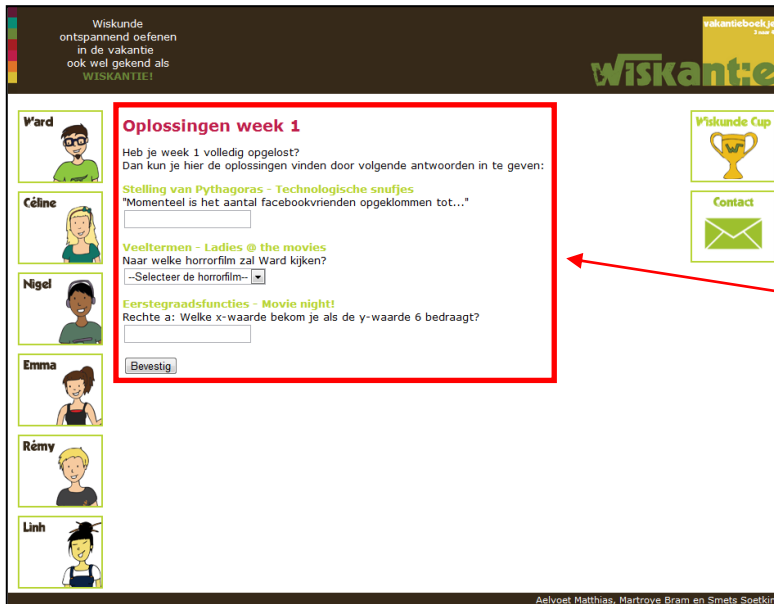 Wiskunde
ontspannend oefenen
in de vakantie
ook wel gekend als
WISKANTIE!
vakantieboekje
3 naar 4
wiskant:e
Ward
Céline
Nigel
Emma
Rémy
Linh
Oplossingen week 1
Heb je week 1 volledig opgelost?
Dan kun je hier de oplossingen vinden door volgende antwoorden in te geven:
Stelling van Pythagoras - Technologische snufjes
"Momenteel is het aantal facebookvrienden opgeklommen tot..."
Veeltermen - Ladies @ the movies
Naar welke horrorfilm zal Ward kijken?
--Selecteer de horrorfilm--
Eerstegraadsfuncties - Movie night!
Rechte a: Welke x-waarde bekom je als de y-waarde 6 bedraagt?
Bevestig
Wiskunde Cup
W
Contact
Aelvoet Matthias, Martroye Bram en Smets Soetkin